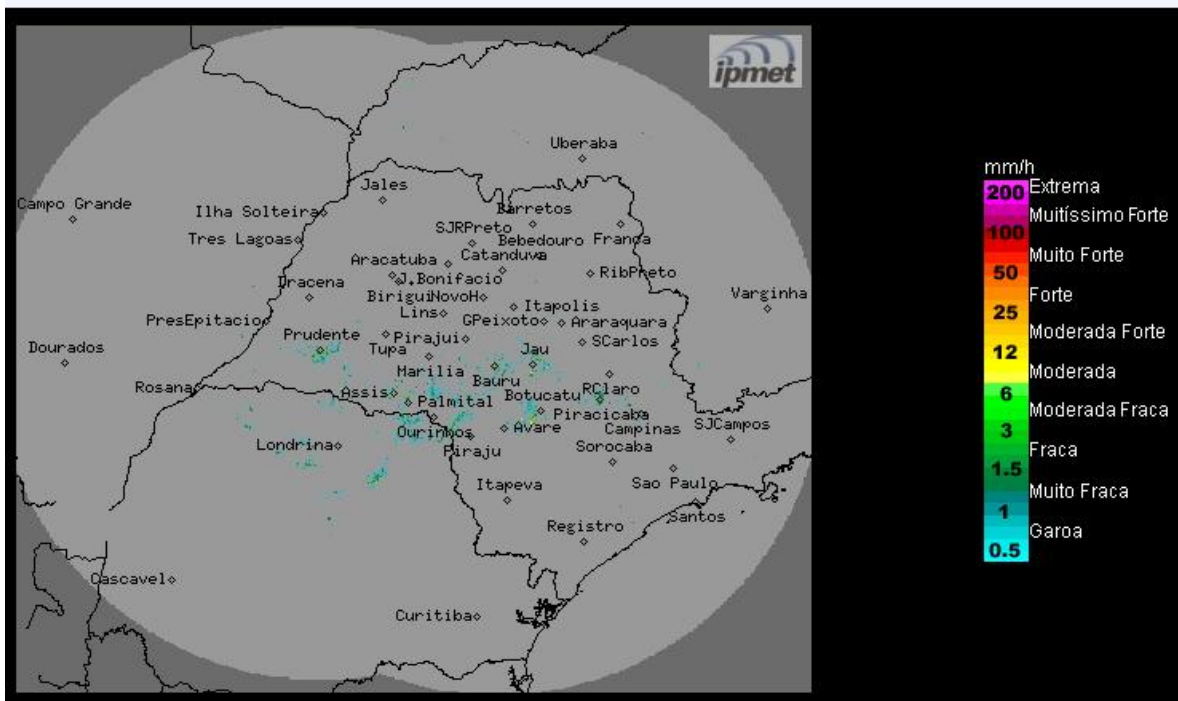 ipmet
Uberaba
Jales
Campo Grande
Ilha Solteira
Barretos
SJRPreto
Tres Lagoas
Bebedouro
Franca
Catanduva
Aracatuba
J.Bonifacio
RibPreto
Dracena
Birigui
NovoH
Itapolis
Varginha
Lins
PresEpitacio
GPeixoto
Araraquara
Prudente
Pirajui
SCarlos
Dourados
Tupa
Jau
Marilia
Bauru
Rosana
Assis
RClaro
Palmital
Botucatu
Piracicaba
Ourinhos
Avare
Campinas
SJCampos
Londrina
Piraju
Sorocaba
Itapeva
Sao Paulo
Santos
Registro
Cascavel
Curitiba
mm/h
200 Extrema
Muitíssimo Forte
100
Muito Forte
50
Forte
25
Moderada Forte
12
Moderada
6
Moderada Fraca
3
Fraca
1.5
Muito Fraca
1
Garoa
0.5